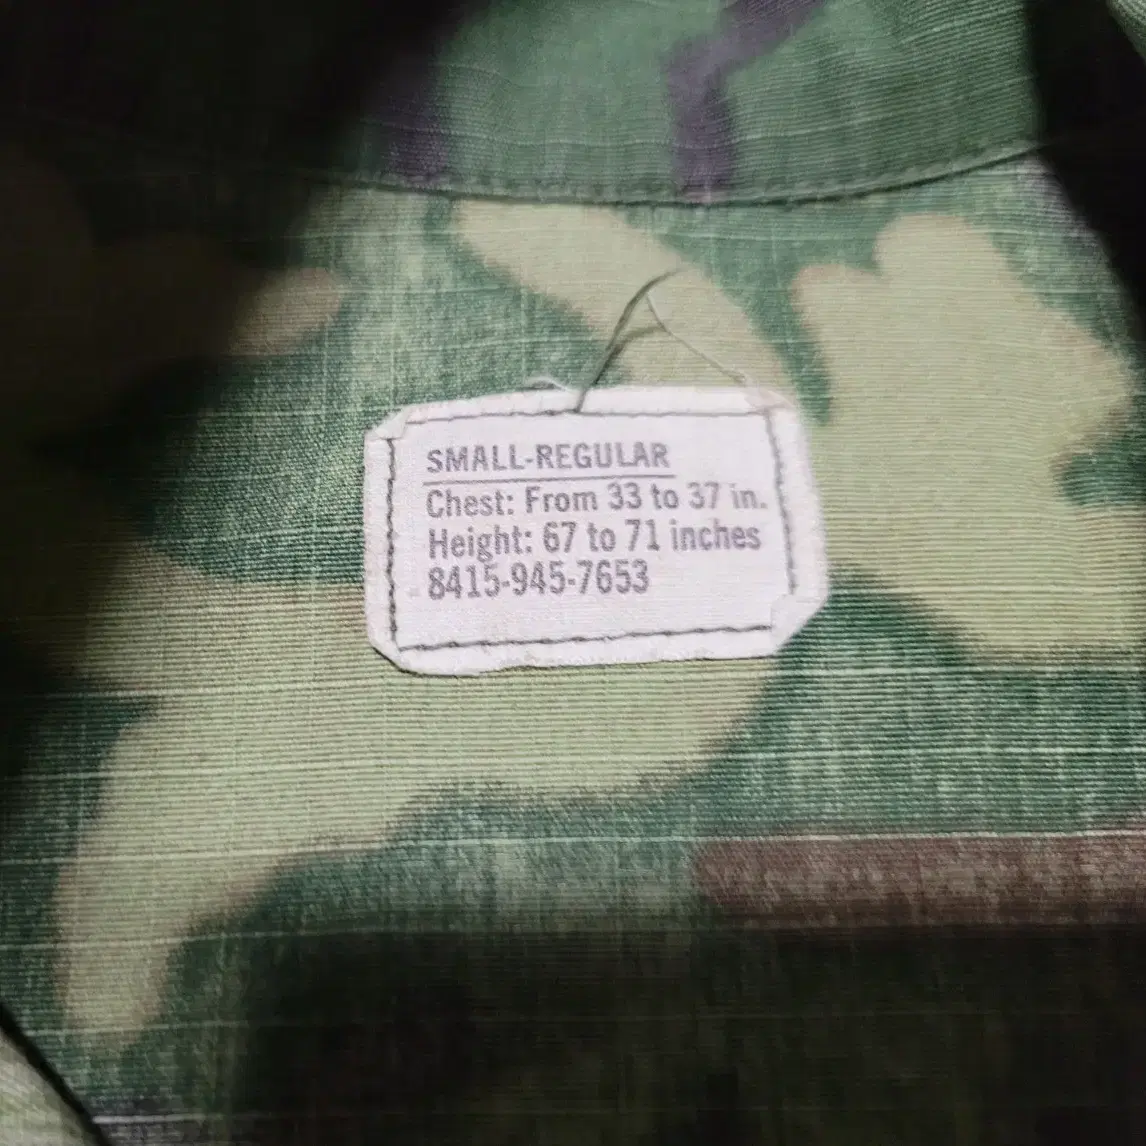 SMALL-REGULAR
Chest: From 33 to 37 in.
Height: 67 to 71 inches
8415-945-7653